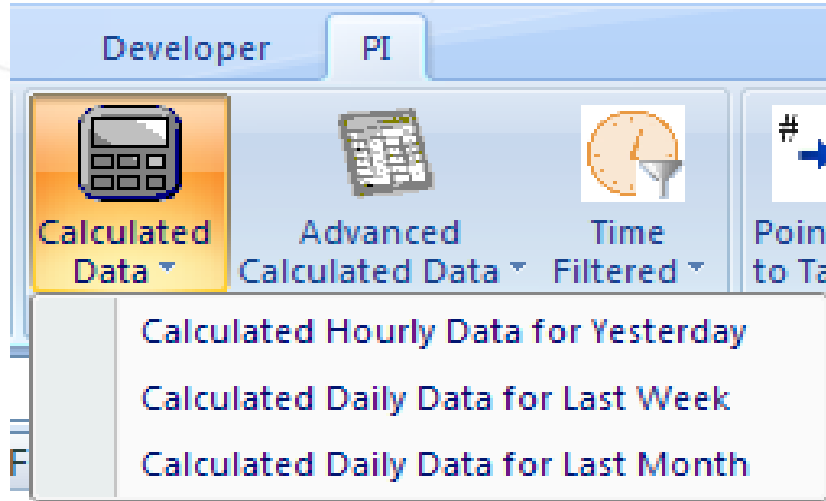 Developer PI
Calculated Data
Advanced Calculated Data
Time Filtered
#
to
Calculated Hourly Data for Yesterday
Calculated Daily Data for Last Week
F
Calculated Daily Data for Last Month